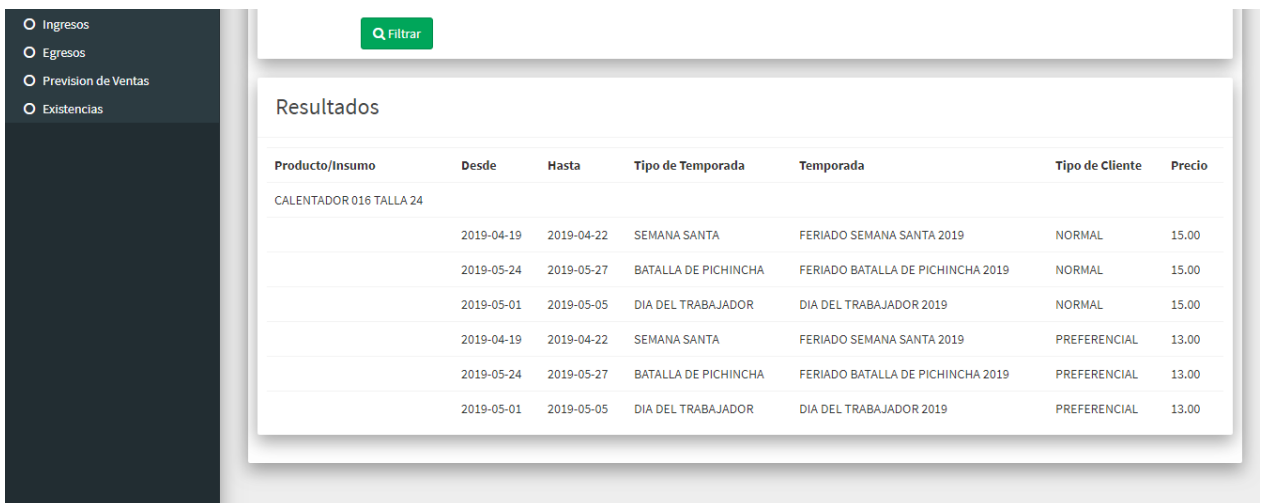 Ingresos
Egresos
Prevision de Ventas
Existencias
Filtrar
Resultados
Producto/Insumo Desde Hasta Tipo de Temporada Temporada Tipo de Cliente Precio
CALENTADOR 016 TALLA 24
2019-04-19 2019-04-22 SEMANA SANTA FERIADO SEMANA SANTA 2019 NORMAL 15.00
2019-05-24 2019-05-27 BATALLA DE PICHINCHA FERIADO BATALLA DE PICHINCHA 2019 NORMAL 15.00
2019-05-01 2019-05-05 DIA DEL TRABAJADOR DIA DEL TRABAJADOR 2019 NORMAL 15.00
2019-04-19 2019-04-22 SEMANA SANTA FERIADO SEMANA SANTA 2019 PREFERENCIAL 13.00
2019-05-24 2019-05-27 BATALLA DE PICHINCHA FERIADO BATALLA DE PICHINCHA 2019 PREFERENCIAL 13.00
2019-05-01 2019-05-05 DIA DEL TRABAJADOR DIA DEL TRABAJADOR 2019 PREFERENCIAL 13.00